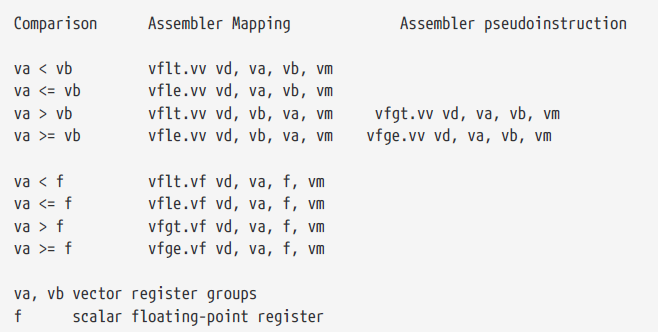 Comparison Assembler Mapping Assembler pseudoinstruction
va < vb vflt.vv vd, va, vb, vm
va <= vb vfle.vv vd, va, vb, vm
va > vb vflt.vv vd, vb, va, vm vfgt.vv vd, va, vb, vm
va >= vb vfle.vv vd, vb, va, vm vfge.vv vd, va, vb, vm
va < f vflt.vf vd, va, f, vm
va <= f vfle.vf vd, va, f, vm
va > f vfgt.vf vd, va, f, vm
va >= f vfge.vf vd, va, f, vm
va, vb vector register groups
f scalar floating-point register